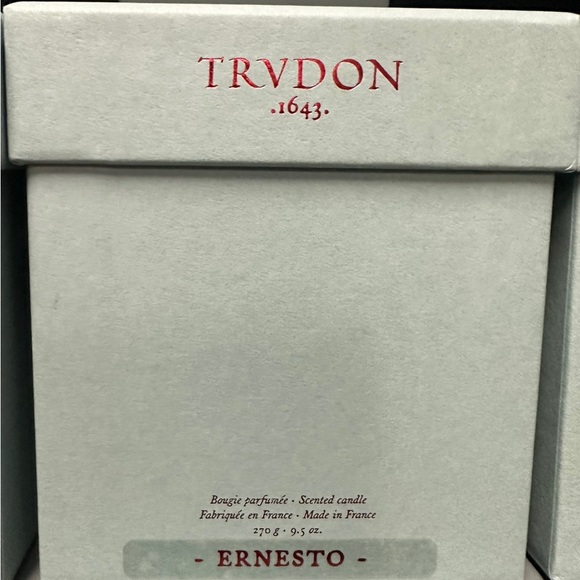 TRVDON
.1643.
Bougie parfumée · Scented candle
Fabriquée en France · Made in France
270 g · 9.5 oz.
- ERNESTO -